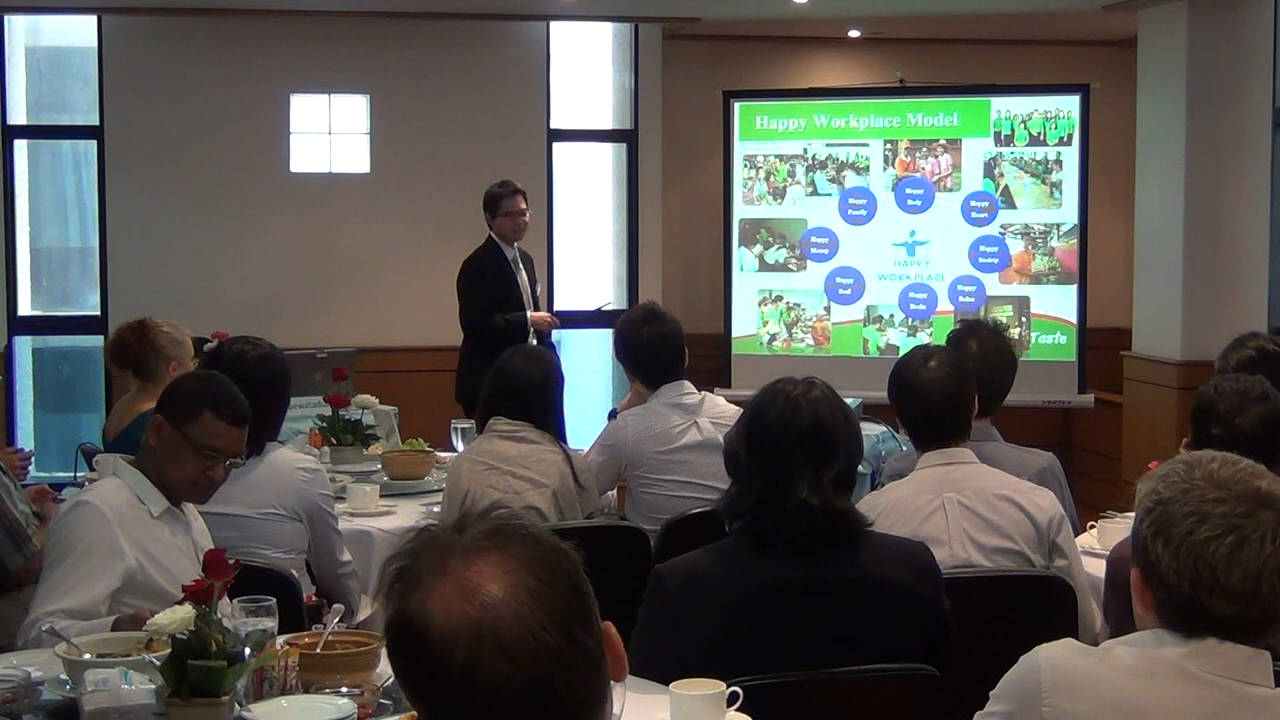 Happy Workplace Model
Happy
Body
Happy
Family
Happy
Heart
Happy
Money
Happy
Society
HAPPY
WORKPLACE
Happy
Soul
Happy
Relax
Happy
Brain
Taste
VERTEX